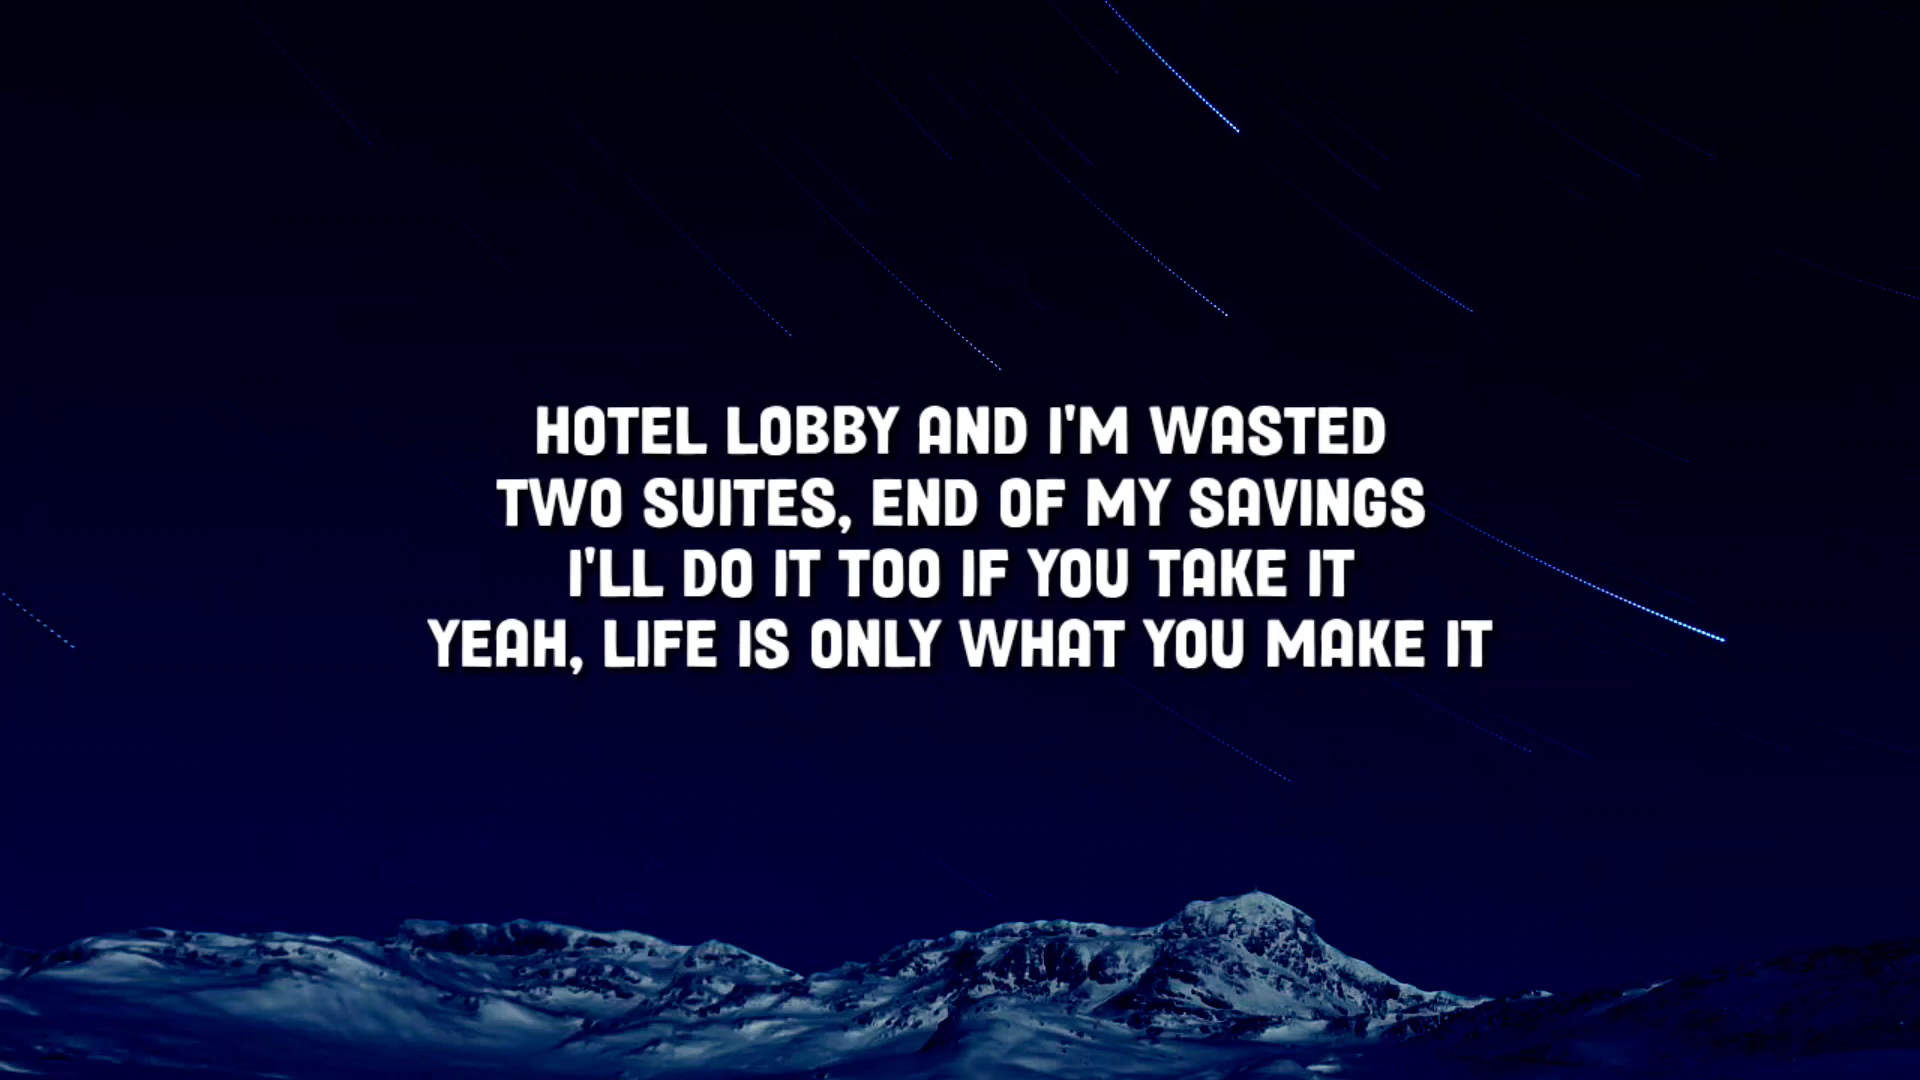 HOTEL LOBBY AND I'M WASTED
TWO SUITES, END OF MY SAVINGS
I'LL DO IT TOO IF YOU TAKE IT
YEAH, LIFE IS ONLY WHAT YOU MAKE IT